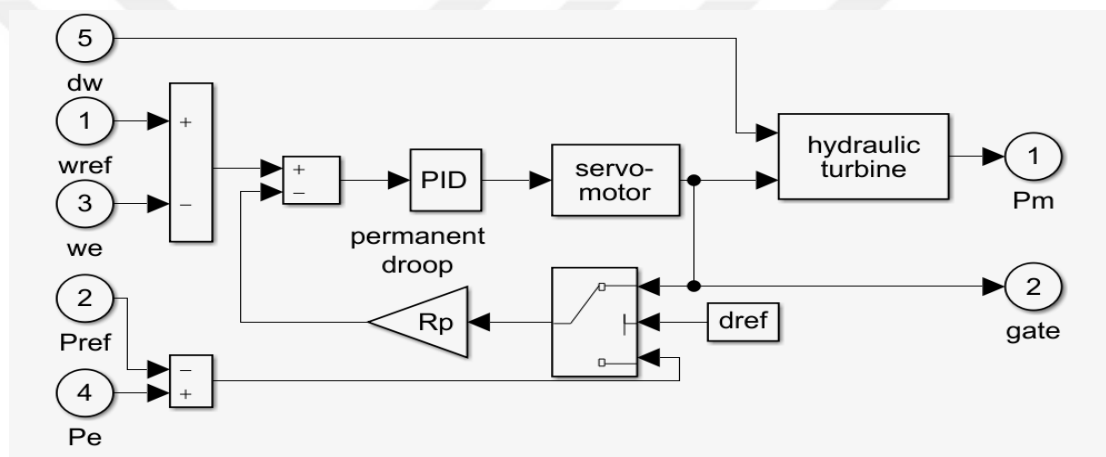 5
dw
1
wref
3
we
2
Pref
4
Pe
+
−
+
−
−
+
PID
permanent
droop
servo-
motor
Rp
dref
hydraulic
turbine
1
Pm
2
gate